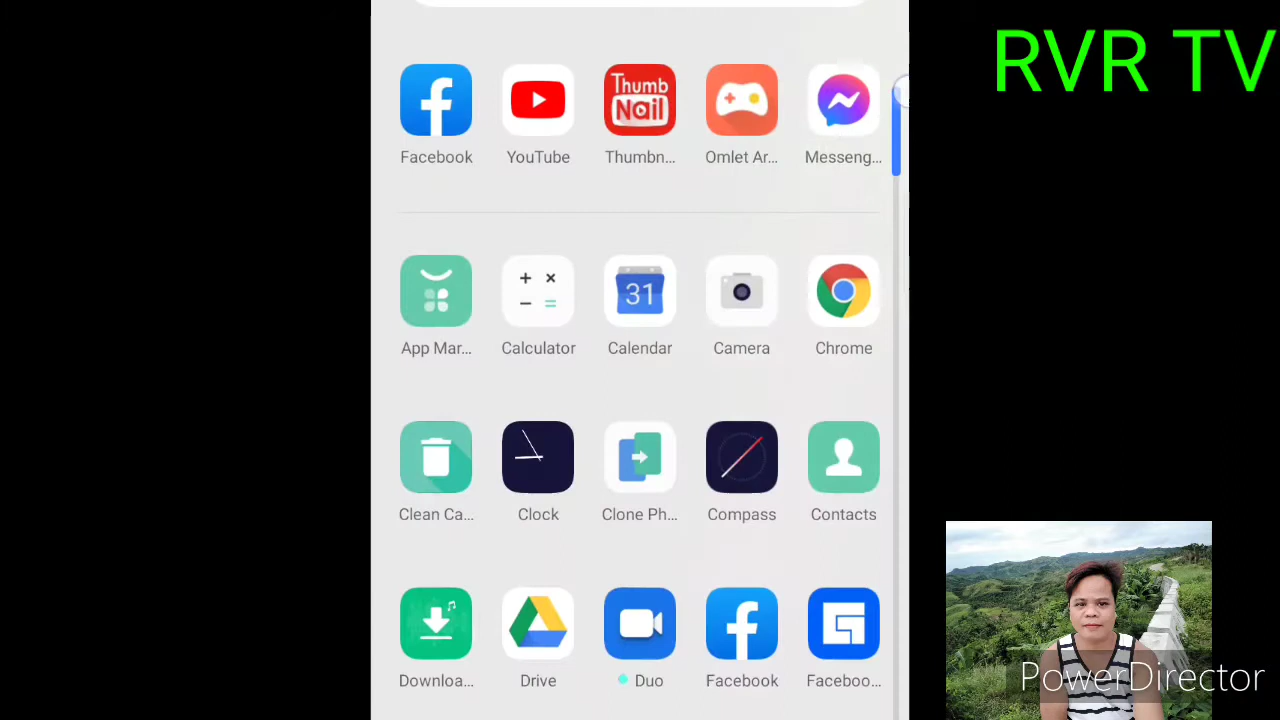 RVR TV
Thumb
Nail
Facebook YouTube Thumbn... Omlet Ar... Messeng...
31
App Mar... Calculator Calendar Camera Chrome
Clean Ca... Clock Clone Ph... Compass Contacts
Downloa... Drive Duo Facebook Faceboo...
PowerDirector